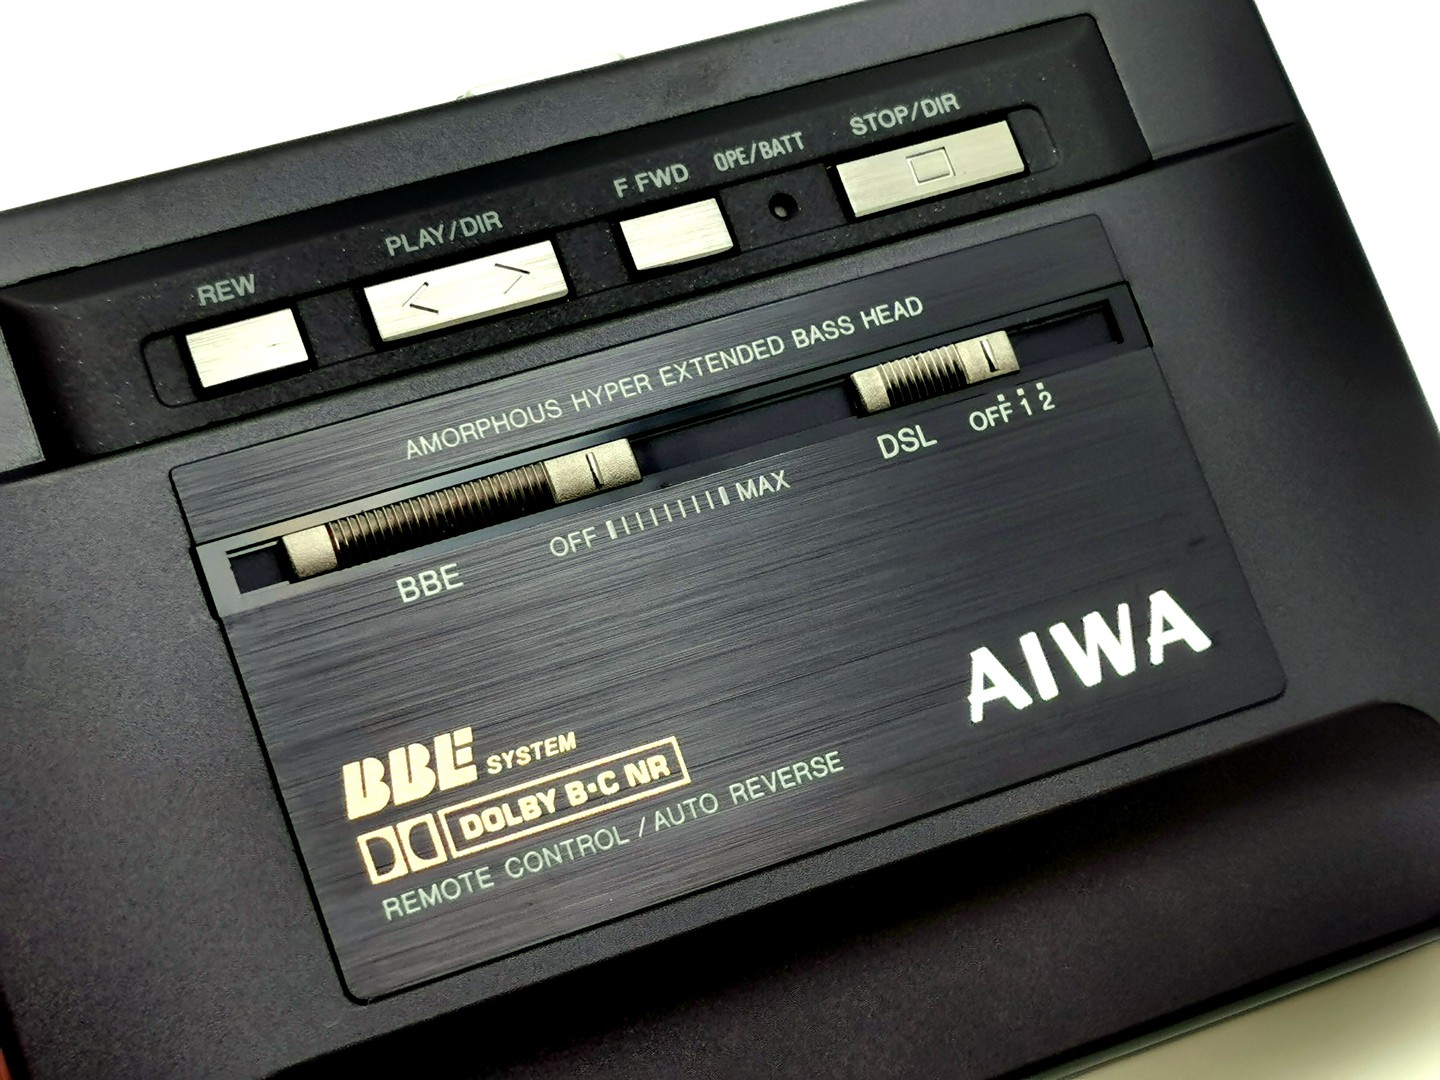 REW PLAY/DIR F FWD OPE/BATT STOP/DIR
AMORPHOUS HYPER EXTENDED BASS HEAD
BBE OFF MAX DSL OFF 1 2
AIWA
BBE SYSTEM
DOLBY B·C NR
REMOTE CONTROL / AUTO REVERSE